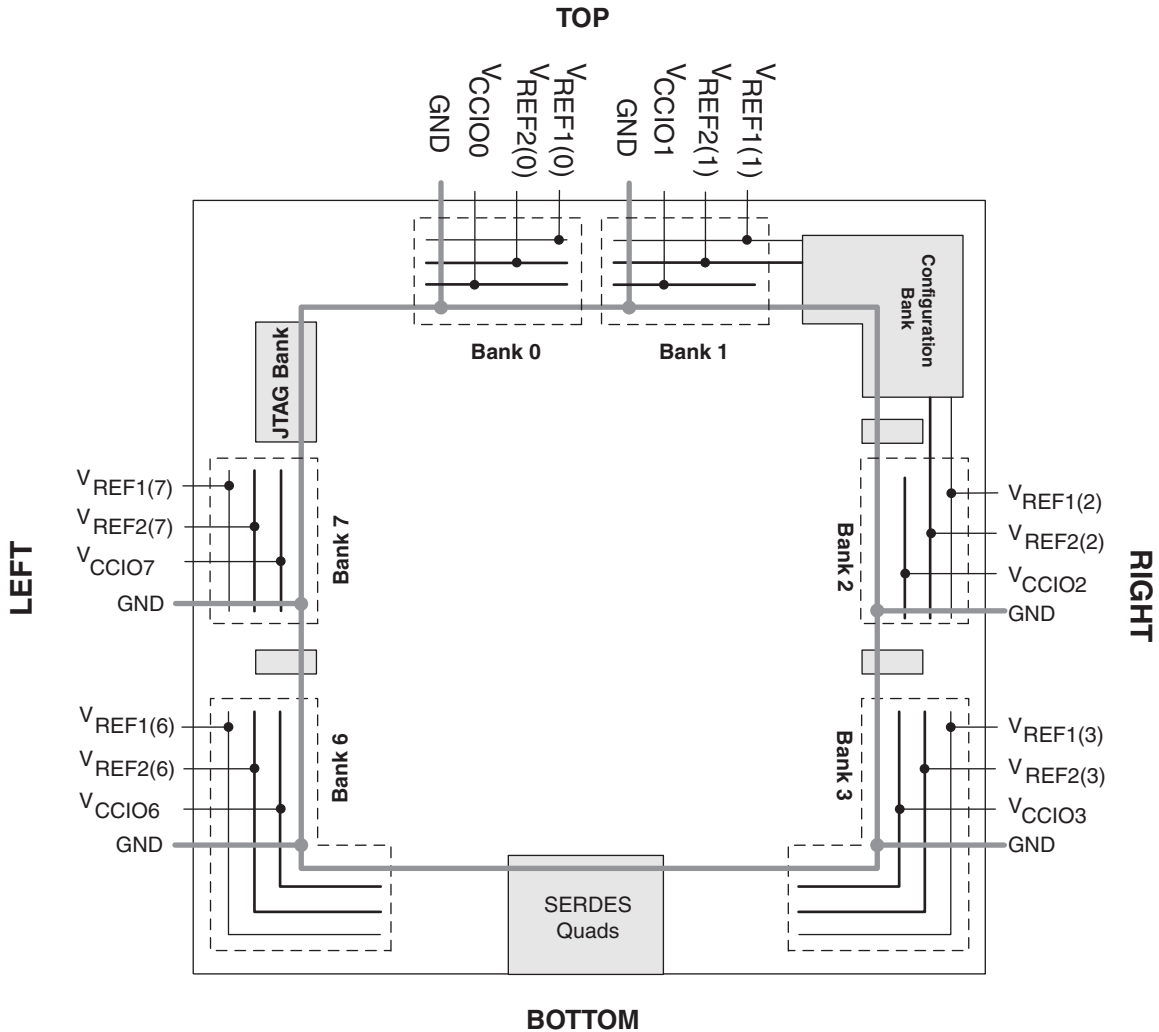 TOP
GND
VCCIO0
VREF2(0)
VREF1(0)
GND
VCCIO1
VREF2(1)
VREF1(1)
Configuration
Bank
Bank 0
Bank 1
JTAG Bank
VREF1(7)
VREF2(7)
VCCIO7
GND
Bank 7
LEFT
Bank 2
VREF1(2)
VREF2(2)
VCCIO2
GND
RIGHT
VREF1(6)
VREF2(6)
VCCIO6
GND
Bank 6
Bank 3
VREF1(3)
VREF2(3)
VCCIO3
GND
SERDES
Quads
BOTTOM